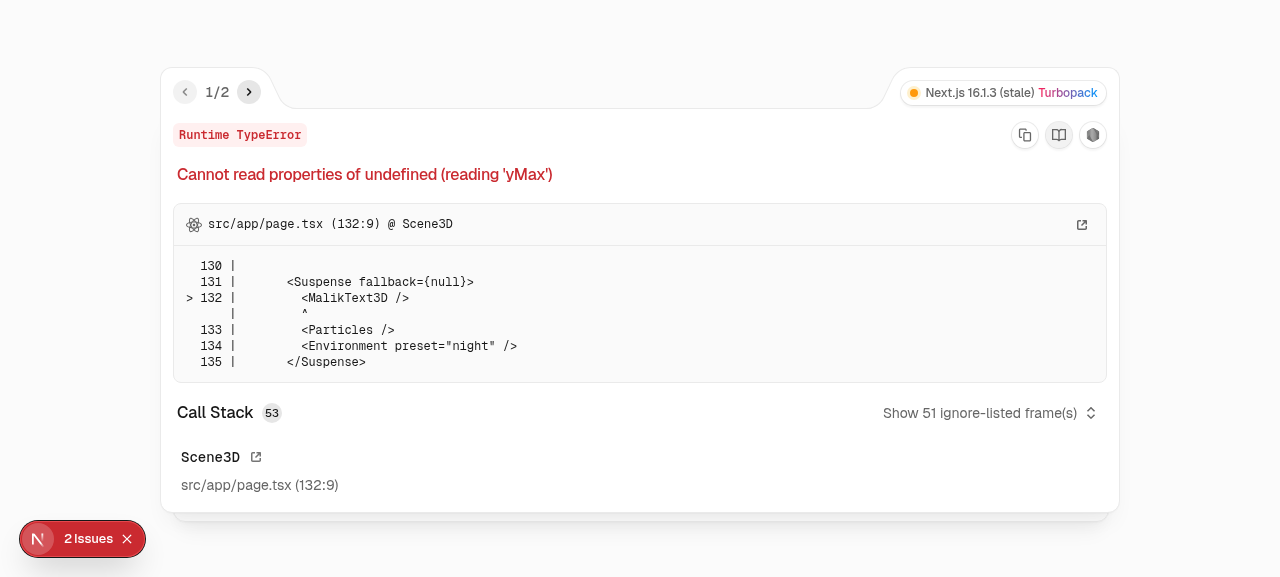 1/2
Next.js 16.1.3 (stale) Turbopack
Runtime TypeError
Cannot read properties of undefined (reading 'yMax')
src/app/page.tsx (132:9) @ Scene3D
  130 |
  131 |       <Suspense fallback={null}>
> 132 |         <MalikText3D />
      |         ^
  133 |         <Particles />
  134 |         <Environment preset="night" />
  135 |       </Suspense>
Call Stack 53
Show 51 ignore-listed frame(s)
Scene3D
src/app/page.tsx (132:9)
N 2 Issues